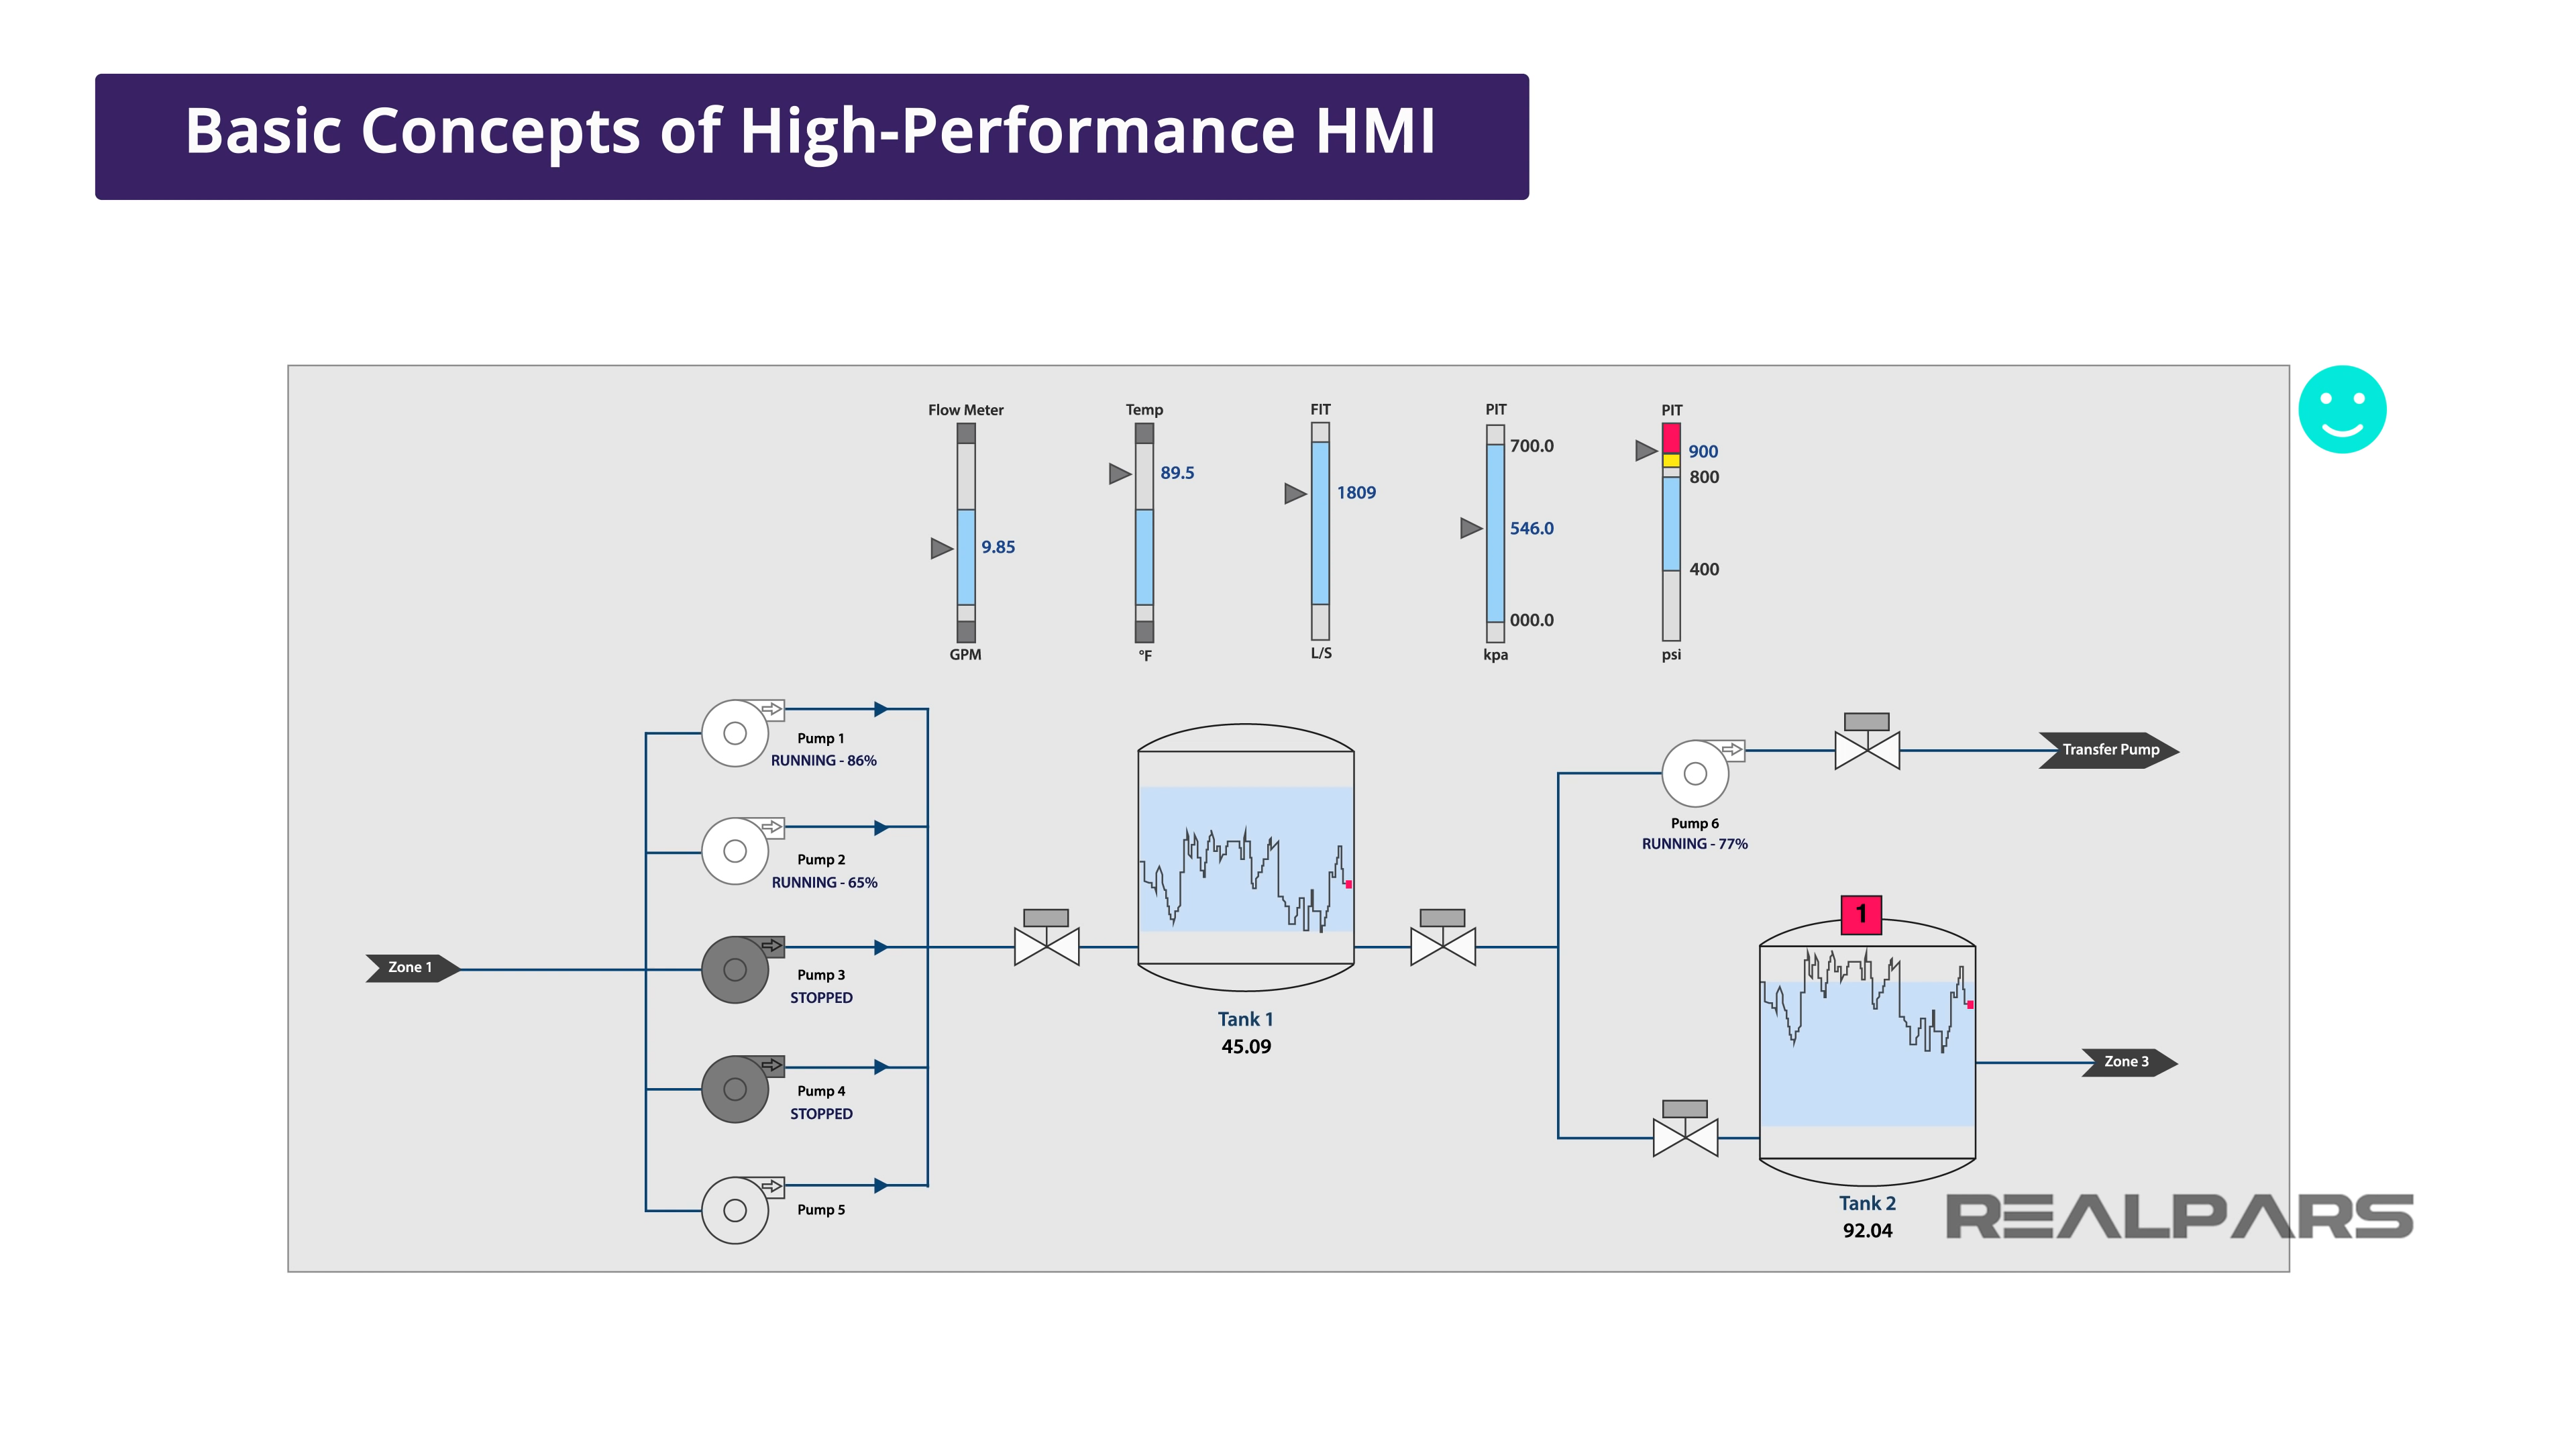 Basic Concepts of High-Performance HMI
Flow Meter
9.85
GPM
Temp
89.5
°F
FIT
1809
L/S
PIT
700.0
546.0
000.0
kpa
PIT
900
800
400
psi
Zone 1
Pump 1
RUNNING - 86%
Pump 2
RUNNING - 65%
Pump 3
STOPPED
Pump 4
STOPPED
Pump 5
Tank 1
45.09
Pump 6
RUNNING - 77%
Transfer Pump
1
Tank 2
92.04
Zone 3
REALPARS